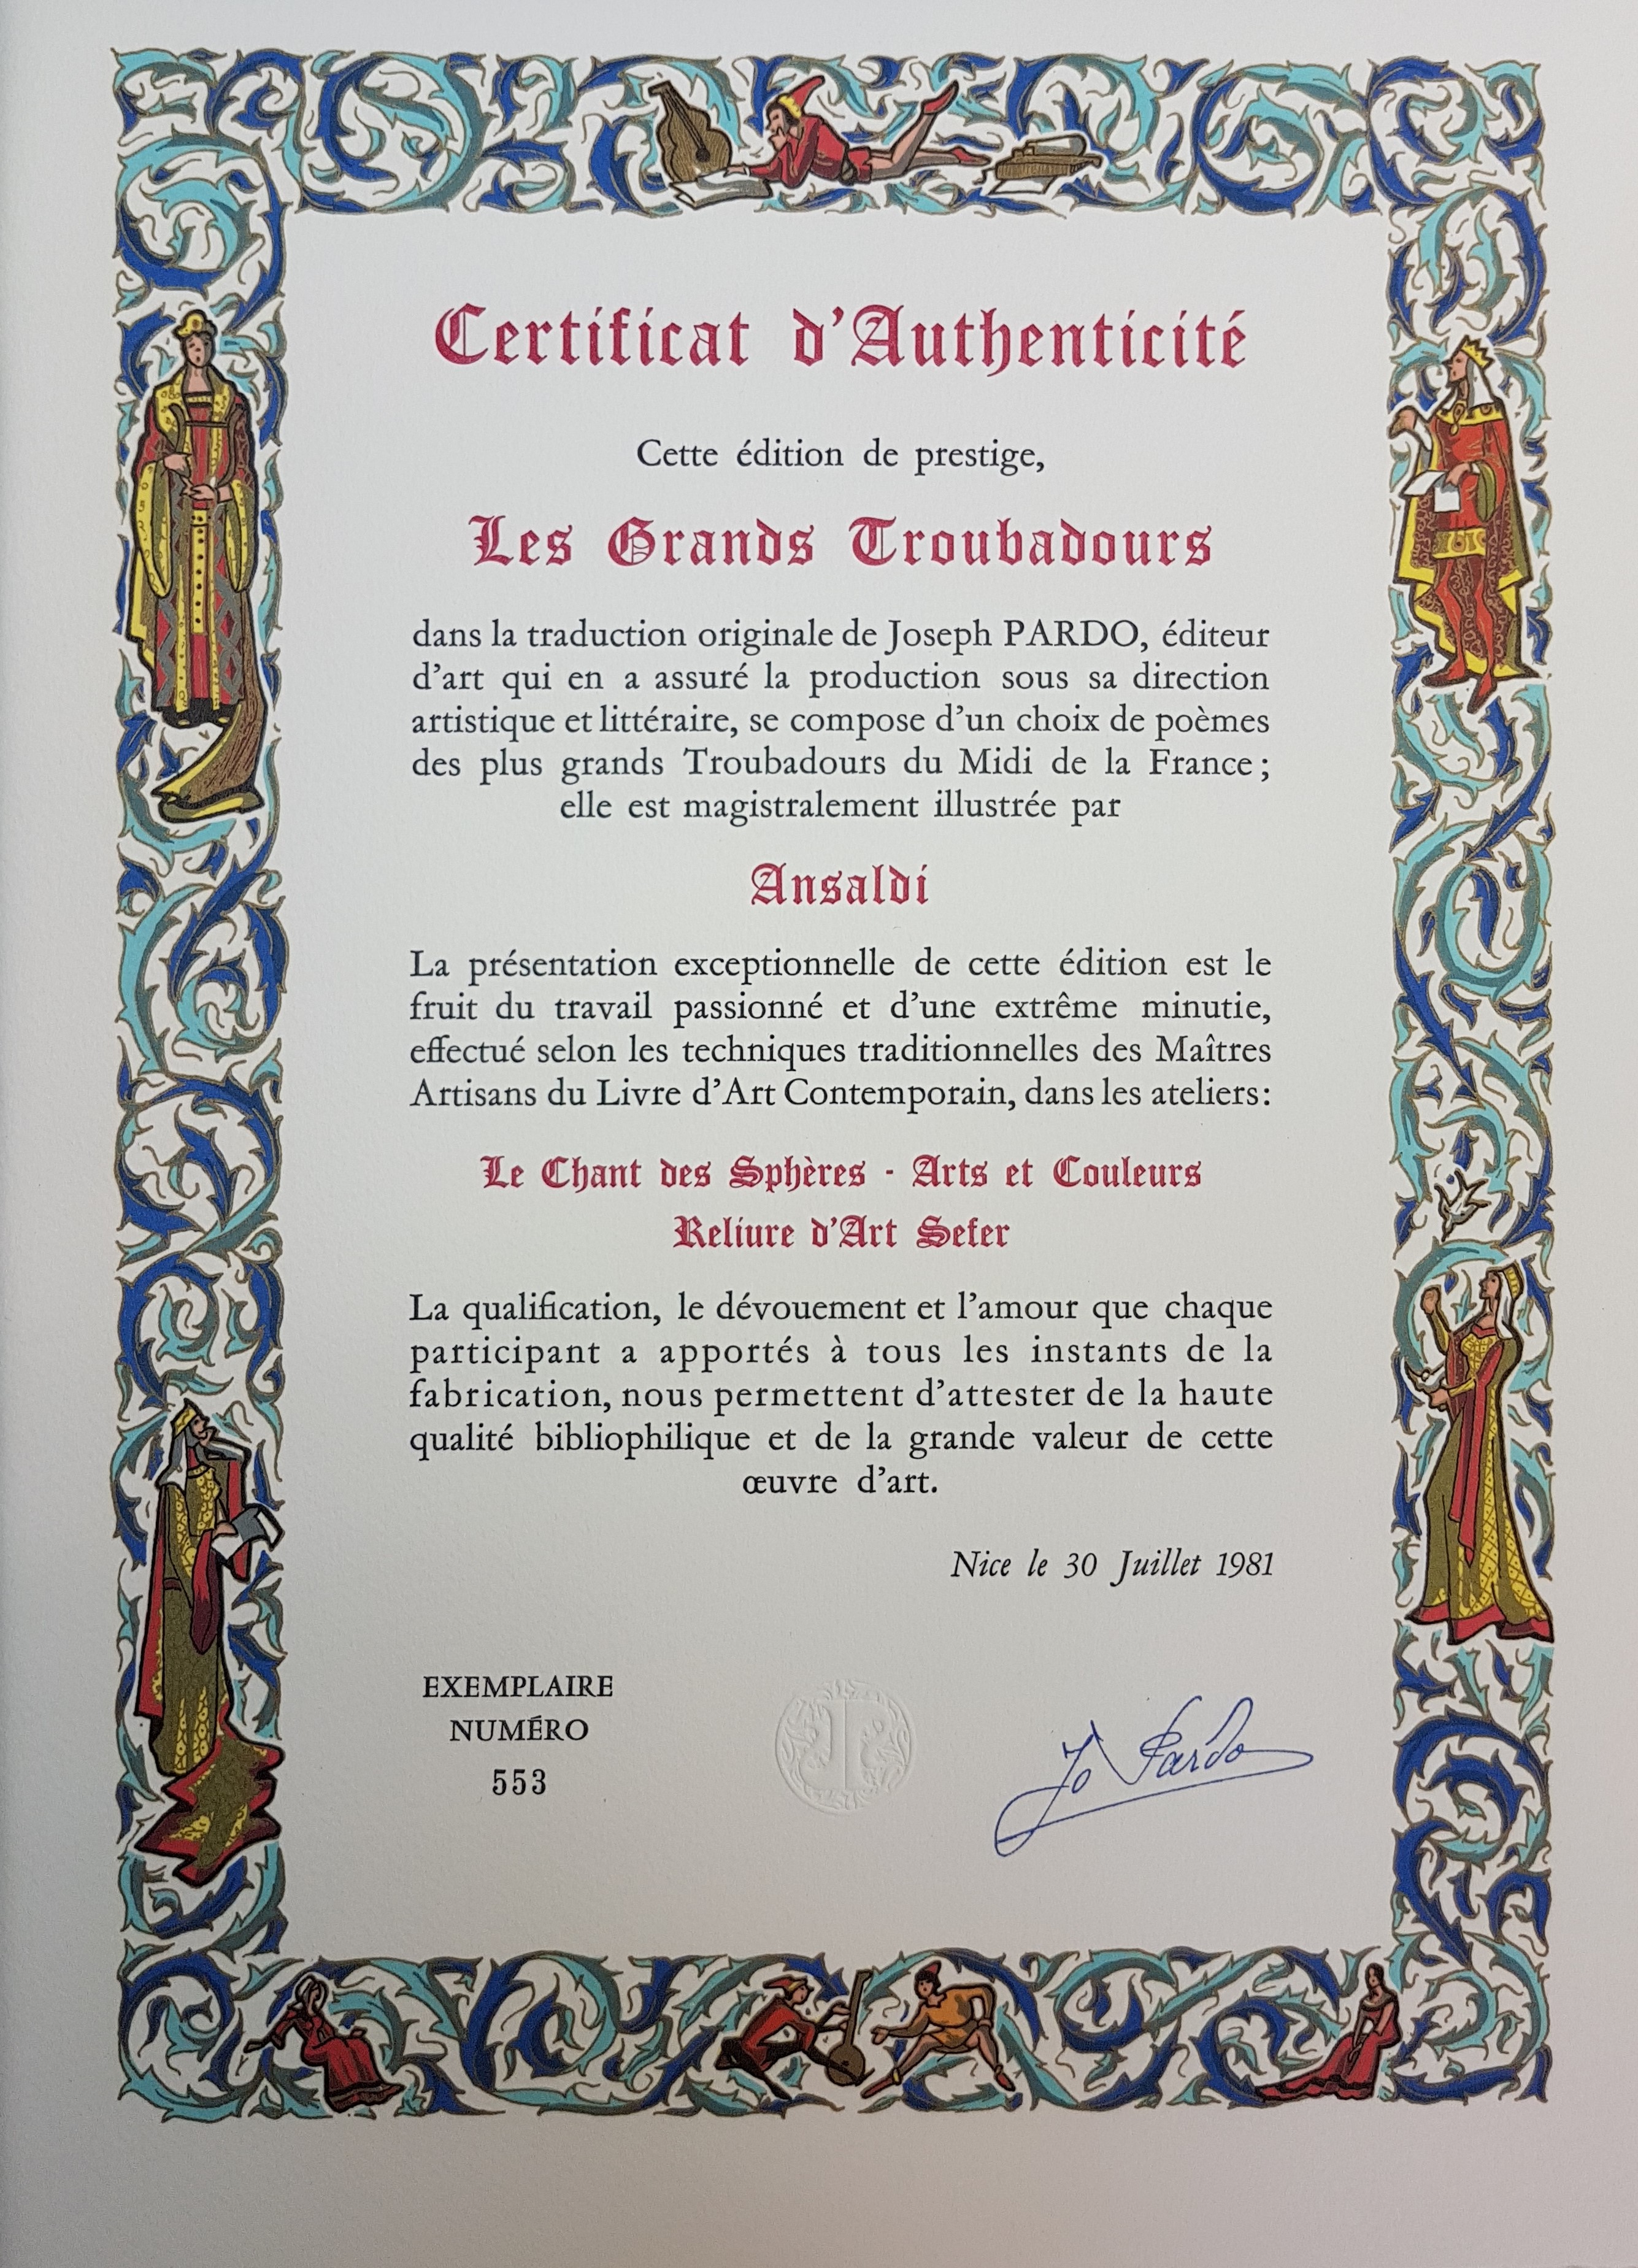 Certificat d'Authenticité
Cette édition de prestige,
Les Grands Troubadours
dans la traduction originale de Joseph PARDO, éditeur
d'art qui en a assuré la production sous sa direction
artistique et littéraire, se compose d'un choix de poèmes
des plus grands Troubadours du Midi de la France ;
elle est magistralement illustrée par
Ansaldi
La présentation exceptionnelle de cette édition est le
fruit du travail passionné et d'une extrême minutie,
effectué selon les techniques traditionnelles des Maîtres
Artisans du Livre d'Art Contemporain, dans les ateliers :
Le Chant des Sphères - Arts et Couleurs
Reliure d'Art Sefer
La qualification, le dévouement et l'amour que chaque
participant a apportés à tous les instants de la
fabrication, nous permettent d'attester de la haute
qualité bibliophilique et de la grande valeur de cette
œuvre d'art.
Nice le 30 Juillet 1981
EXEMPLAIRE
NUMÉRO
553
Jo Pardo